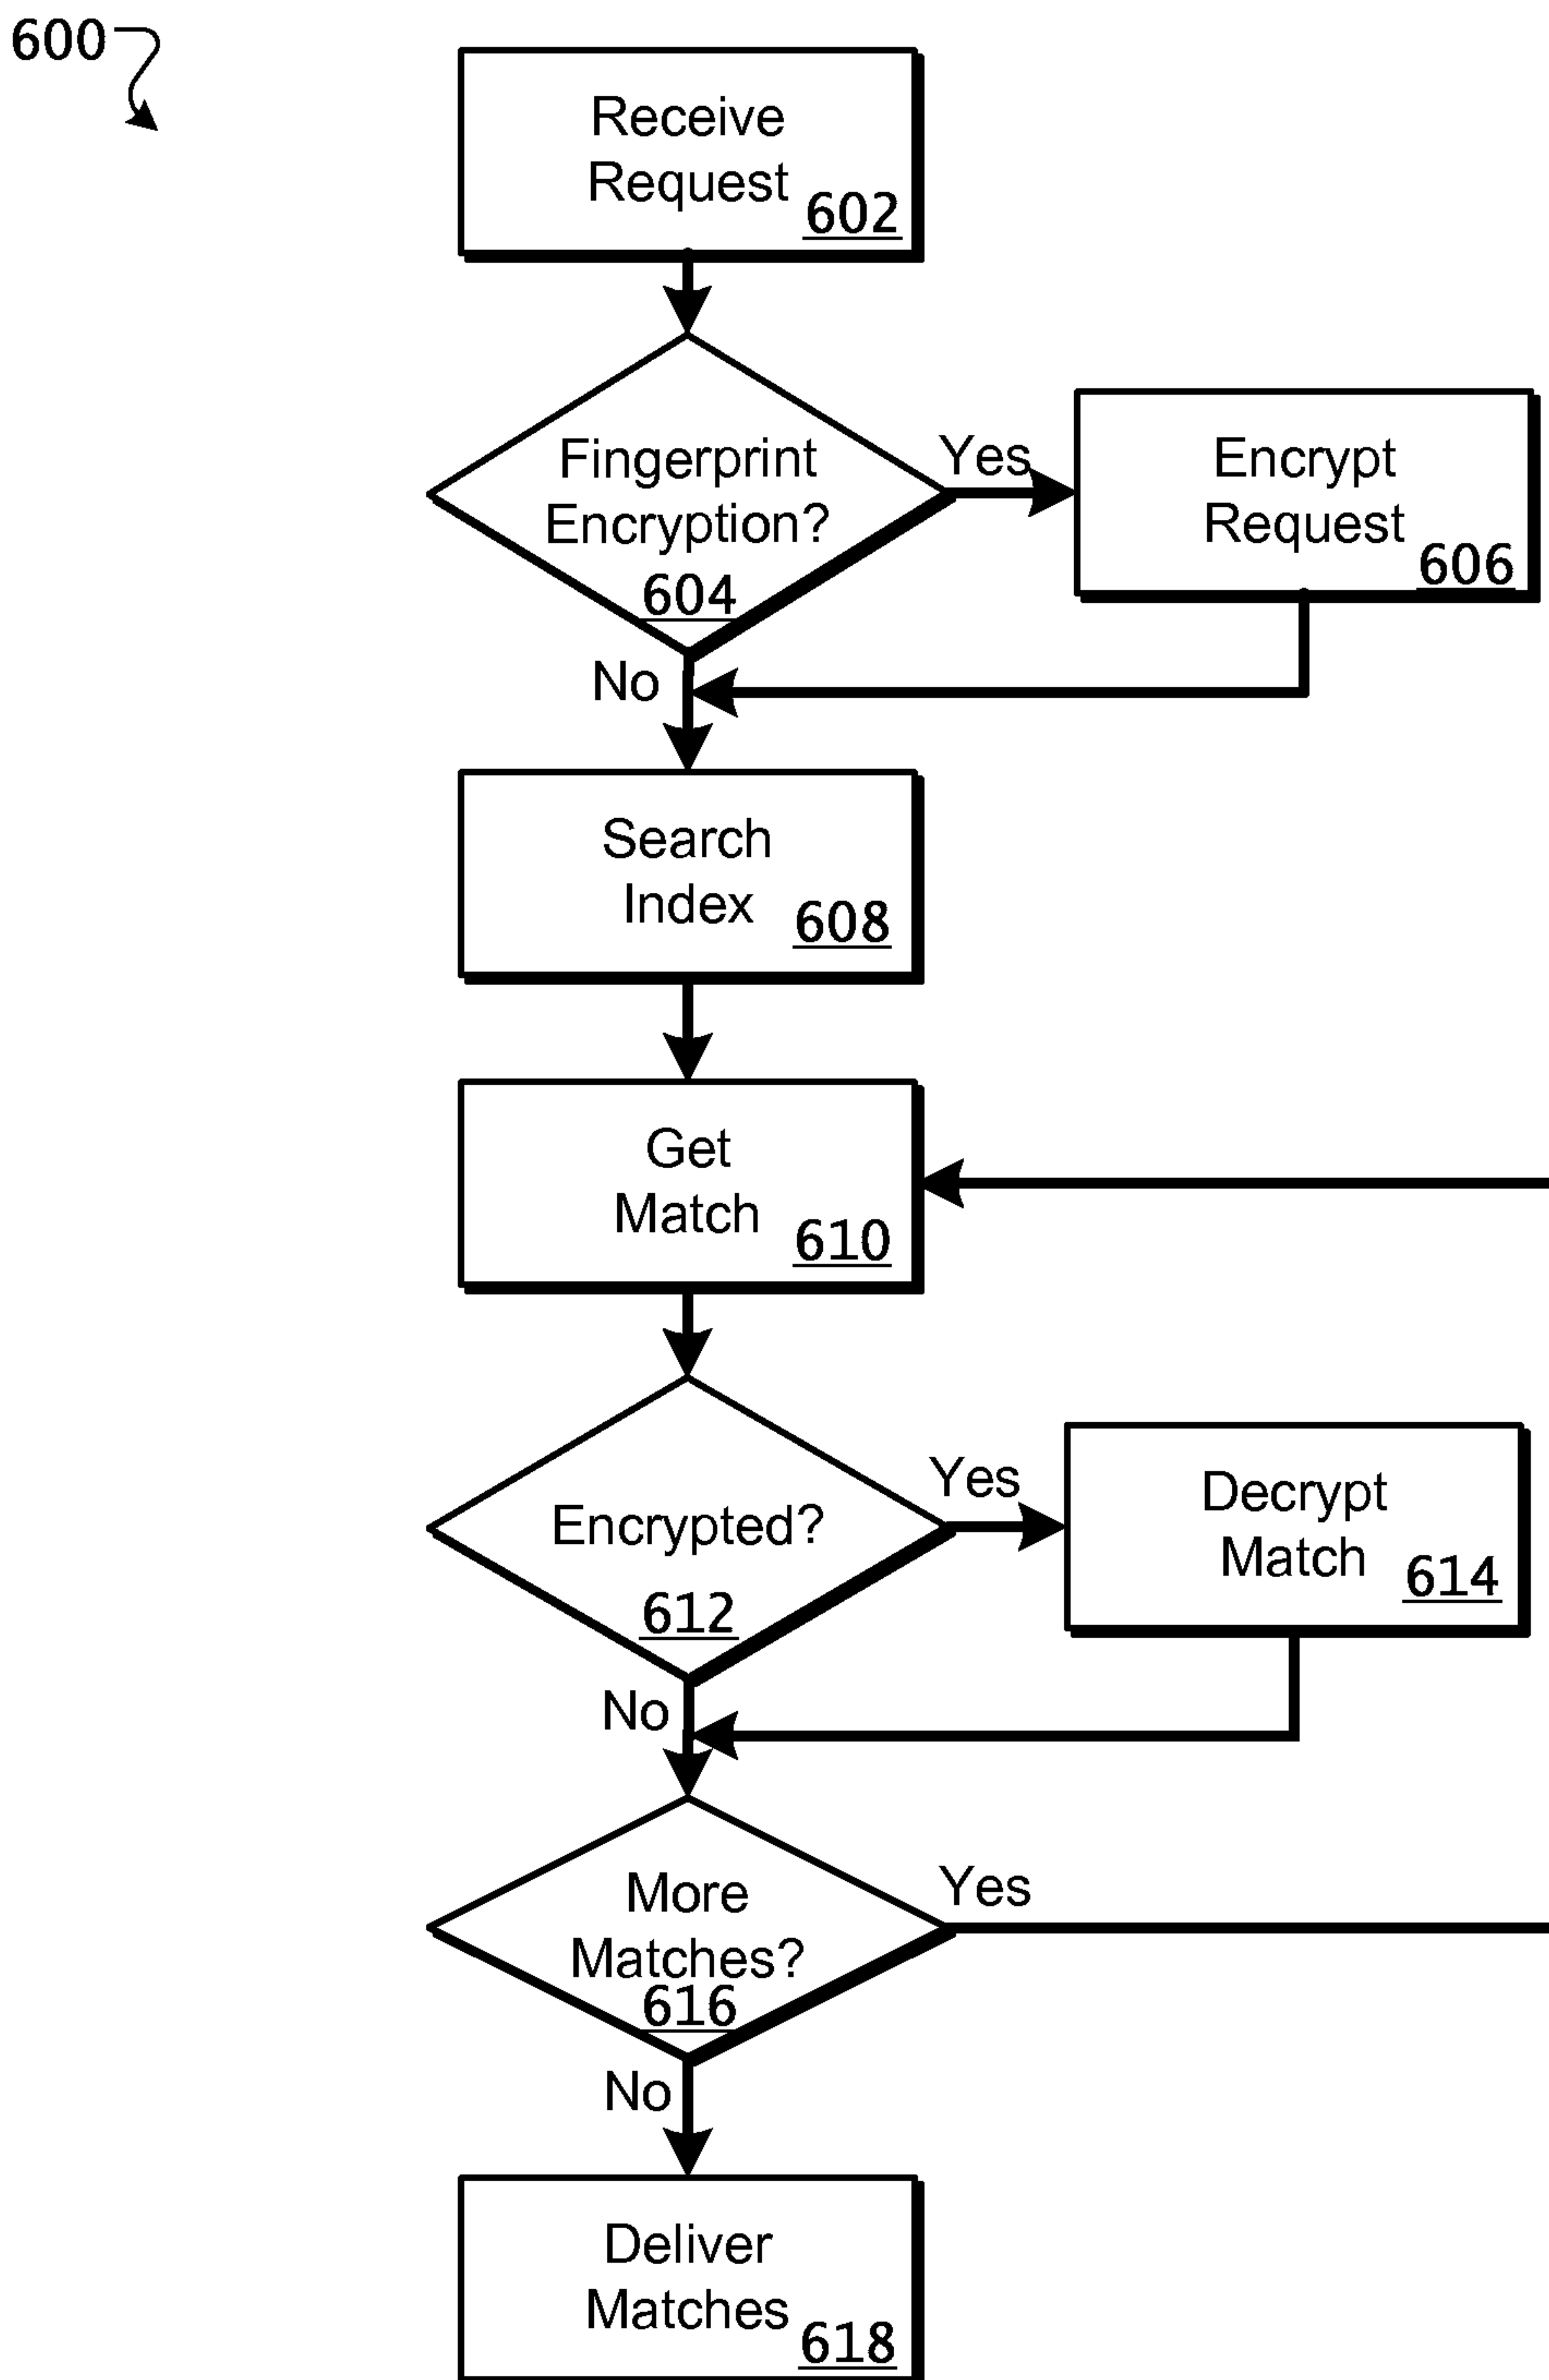 600
Receive
Request
602
Fingerprint
Encryption?
604
Yes
Encrypt
Request
606
No
Search
Index
608
Get
Match
610
Encrypted?
612
Yes
Decrypt
Match
614
No
More
Matches?
616
Yes
No
Deliver
Matches
618